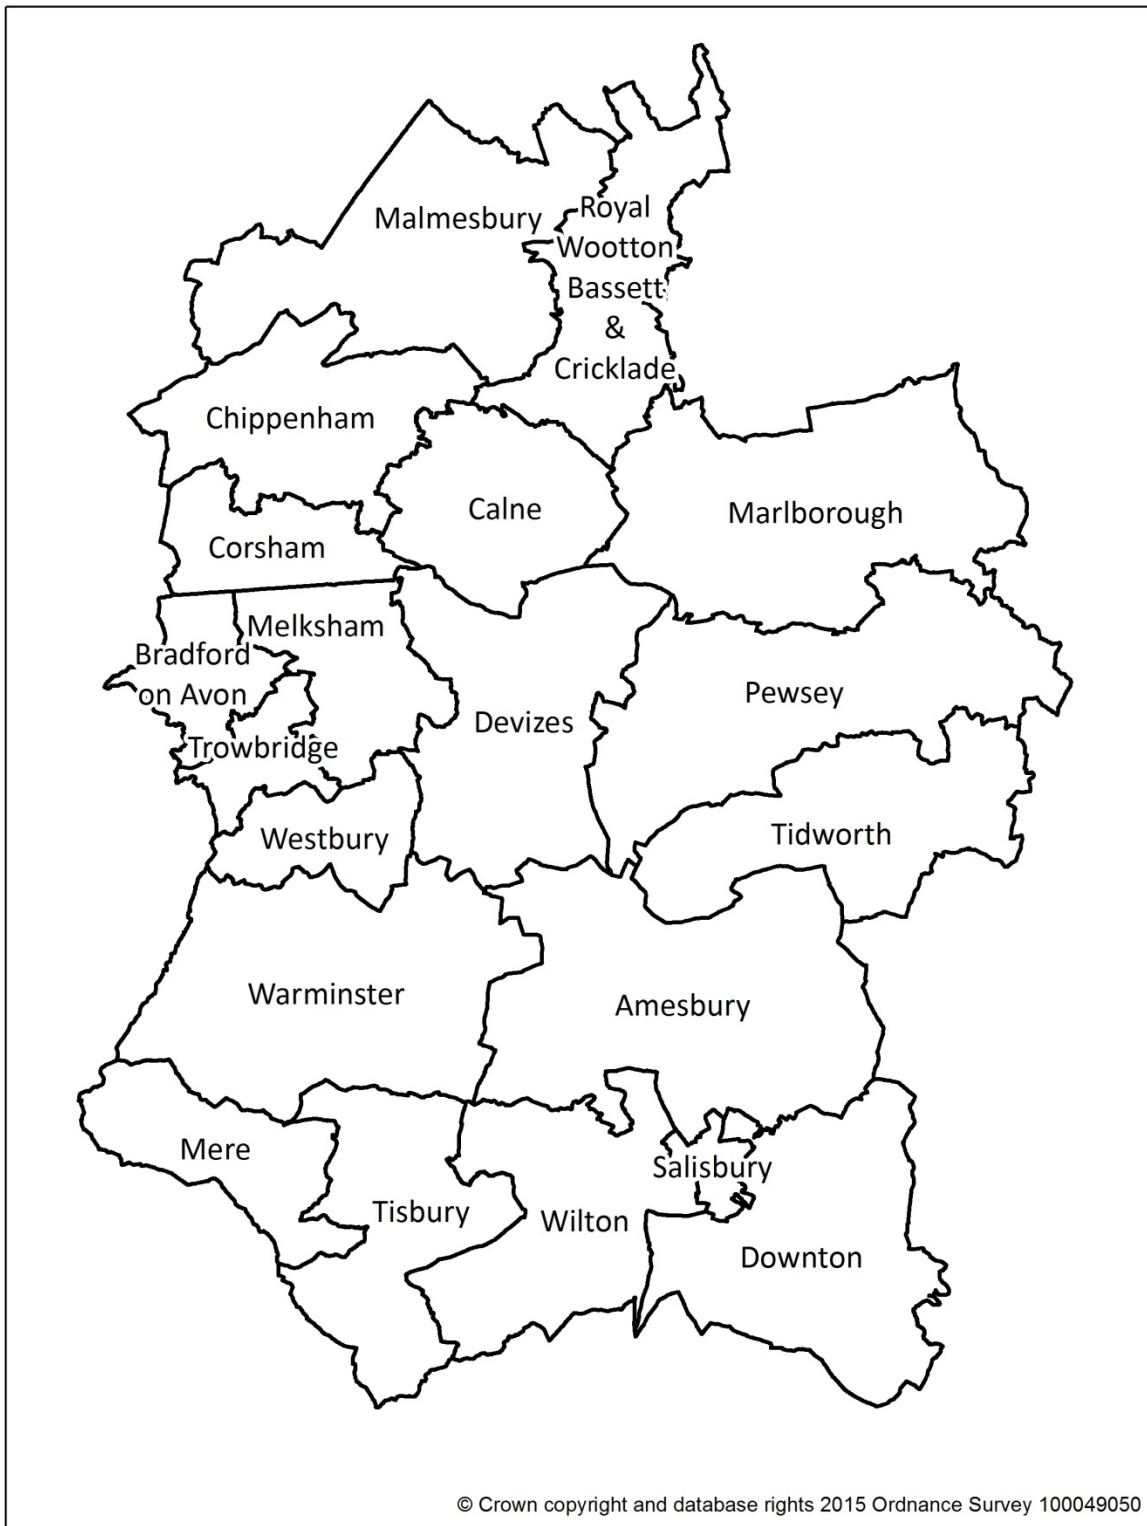 Malmesbury
Royal
Wootton
Bassett
&
Cricklade
Chippenham
Calne
Marlborough
Corsham
Melksham
Bradford
on Avon
Pewsey
Devizes
Trowbridge
Westbury
Tidworth
Warminster
Amesbury
Mere
Salisbury
Tisbury
Wilton
Downton
© Crown copyright and database rights 2015 Ordnance Survey 100049050